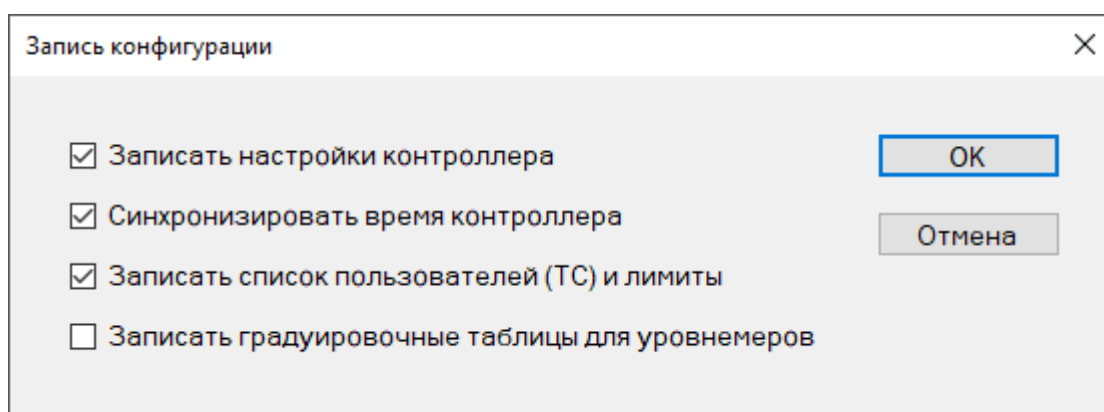 Запись конфигурации
Записать настройки контроллера
OK
Синхронизировать время контроллера
Отмена
Записать список пользователей (ТС) и лимиты
Записать градуировочные таблицы для уровнемеров